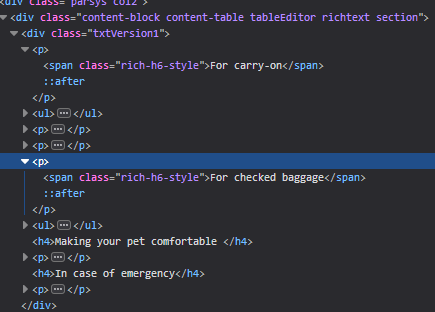 <div class="parsys col2">
<div class="content-block content-table tableEditor richtext section">
<div class="txtVersion1">
<p>
<span class="rich-h6-style">For carry-on</span>
::after
</p>
<ul>…</ul>
<p>…</p>
<p>…</p>
<p>
<span class="rich-h6-style">For checked baggage</span>
::after
</p>
<ul>…</ul>
<h4>Making your pet comfortable </h4>
<p>…</p>
<h4>In case of emergency</h4>
<p>…</p>
</div>